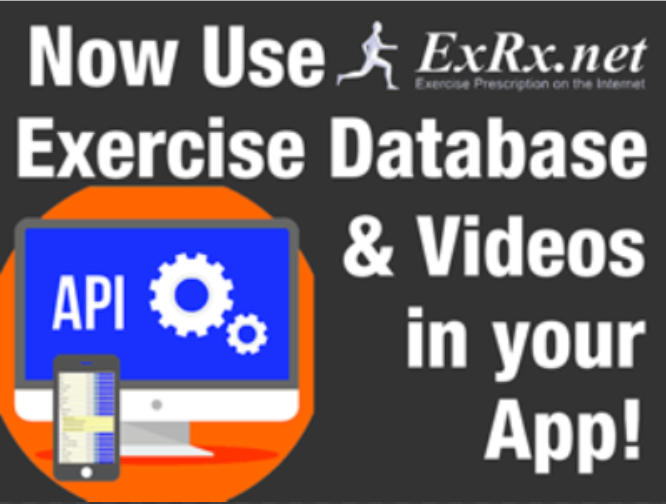 Now Use ExRx.net
Exercise Prescription on the Internet
Exercise Database
& Videos
in your
App!
API